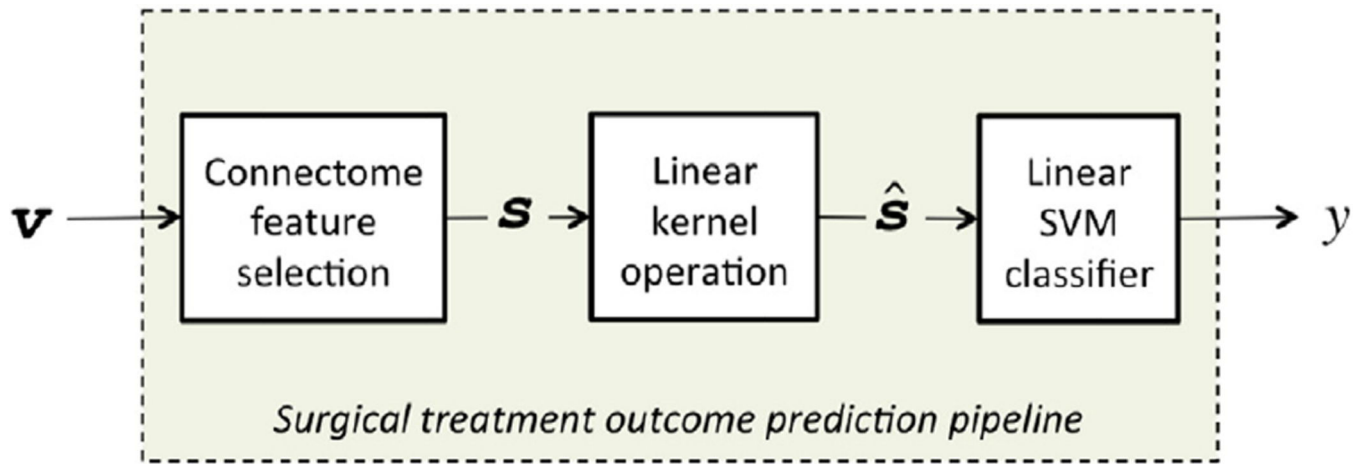 Connectome
feature
selection
Linear
kernel
operation
Linear
SVM
classifier
v
s
ŝ
y
Surgical treatment outcome prediction pipeline